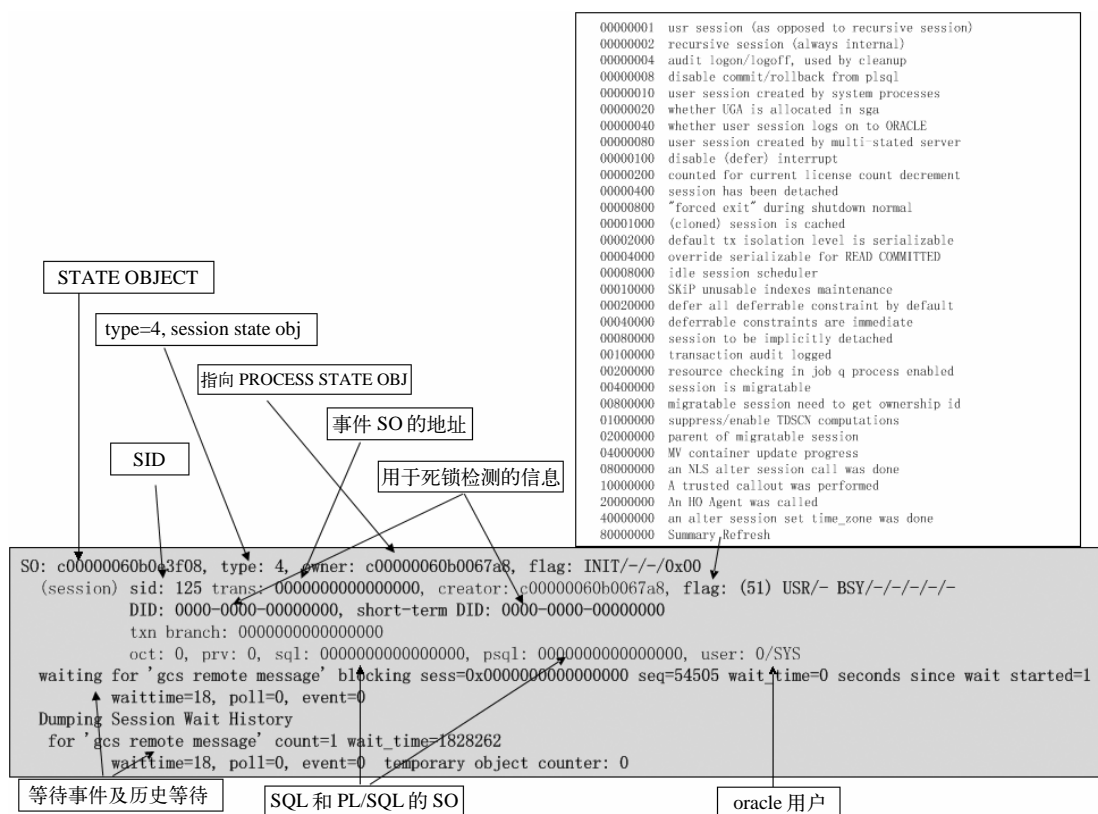 00000001 usr session (as opposed to recursive session)
00000002 recursive session (always internal)
00000004 audit logon/logoff, used by cleanup
00000008 disable commit/rollback from plsql
00000010 user session created by system processes
00000020 whether UGA is allocated in sga
00000040 whether user session logs on to ORACLE
00000080 user session created by multi-stated server
00000100 disable (defer) interrupt
00000200 counted for current license count decrement
00000400 session has been detached
00000800 "forced exit" during shutdown normal
00001000 (cloned) session is cached
00002000 default tx isolation level is serializable
00004000 override serializable for READ COMMITTED
00008000 idle session scheduler
00010000 SKiP unusable indexes maintenance
00020000 defer all deferrable constraint by default
00040000 deferrable constraints are immediate
00080000 session to be implicitly detached
00100000 transaction audit logged
00200000 resource checking in job q process enabled
00400000 session is migratable
00800000 migratable session need to get ownership id
01000000 suppress/enable TDSCN computations
02000000 parent of migratable session
04000000 MV container update progress
08000000 an NLS alter session call was done
10000000 A trusted callout was performed
20000000 An HO Agent was called
40000000 an alter session set time_zone was done
80000000 Summary Refresh
STATE OBJECT
type=4, session state obj
指向 PROCESS STATE OBJ
事件 SO 的地址
SID
用于死锁检测的信息
SO: c00000060b0e3f08, type: 4, owner: c00000060b0067a8, flag: INIT/-/-/0x00
(session) sid: 125 trans: 0000000000000000, creator: c00000060b0067a8, flag: (51) USR/- BSY/-/-/-/-/-
DID: 0000-0000-00000000, short-term DID: 0000-0000-00000000
txn branch: 0000000000000000
oct: 0, prv: 0, sql: 0000000000000000, psql: 0000000000000000, user: 0/SYS
waiting for 'gcs remote message' blocking sess=0x0000000000000000 seq=54505 wait_time=0 seconds since wait started=1
waittime=18, poll=0, event=0
Dumping Session Wait History
for 'gcs remote message' count=1 wait_time=1828262
waittime=18, poll=0, event=0 temporary object counter: 0
等待事件及历史等待
SQL 和 PL/SQL 的 SO
oracle 用户